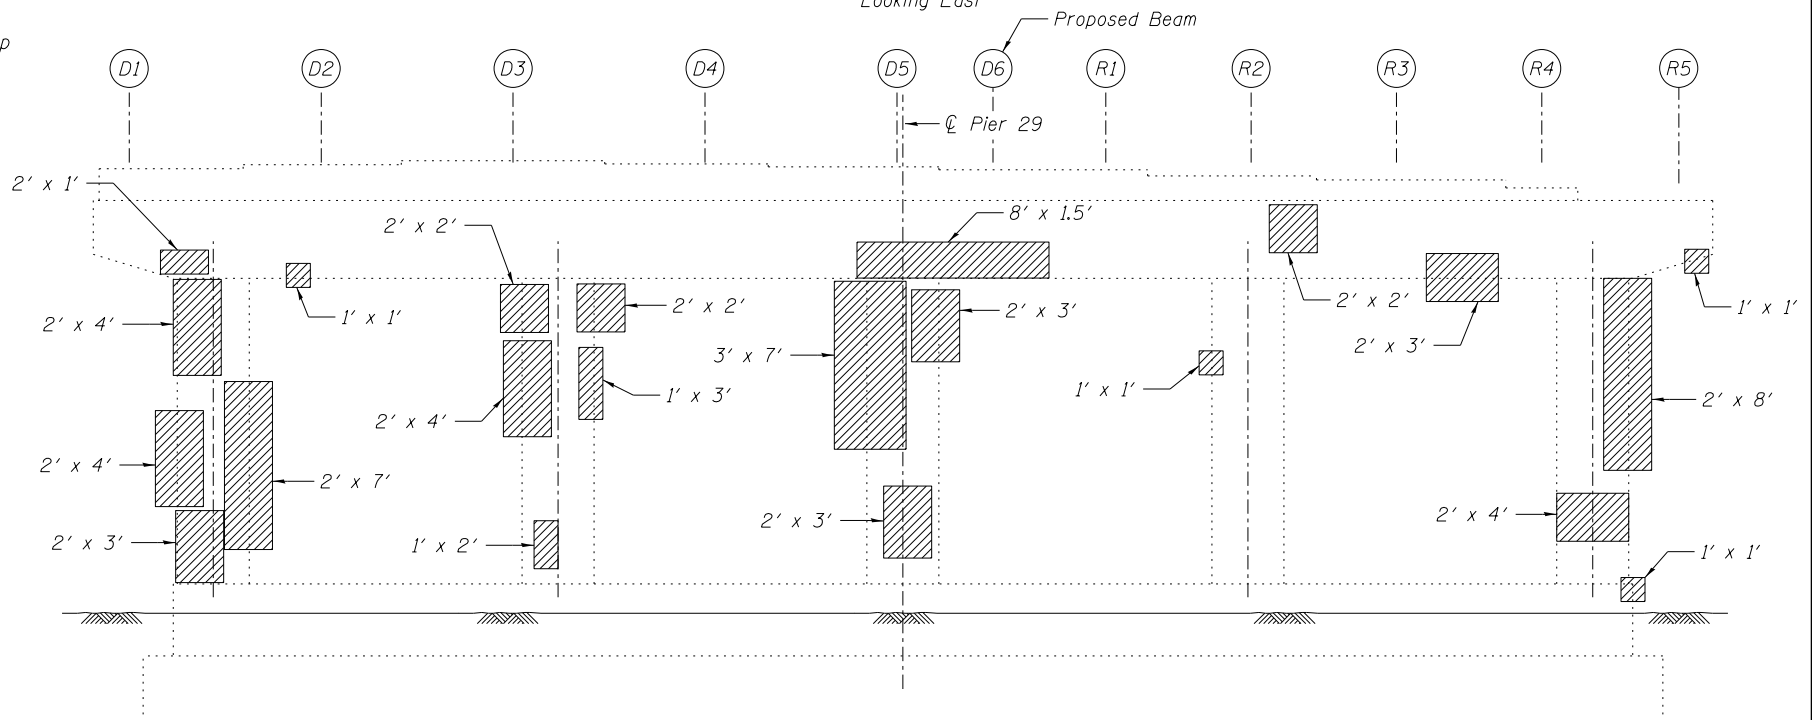 Looking East
Proposed Beam
p
D1 D2 D3 D4 D5 D6 R1 R2 R3 R4 R5
℄ Pier 29
2' x 1'
8' x 1.5'
2' x 2'
2' x 2'
2' x 2'
2' x 3'
1' x 1'
1' x 1'
2' x 4'
2' x 3'
3' x 7'
1' x 1'
1' x 3'
2' x 8'
2' x 4'
2' x 4'
2' x 7'
2' x 3'
2' x 4'
2' x 3'
1' x 2'
1' x 1'